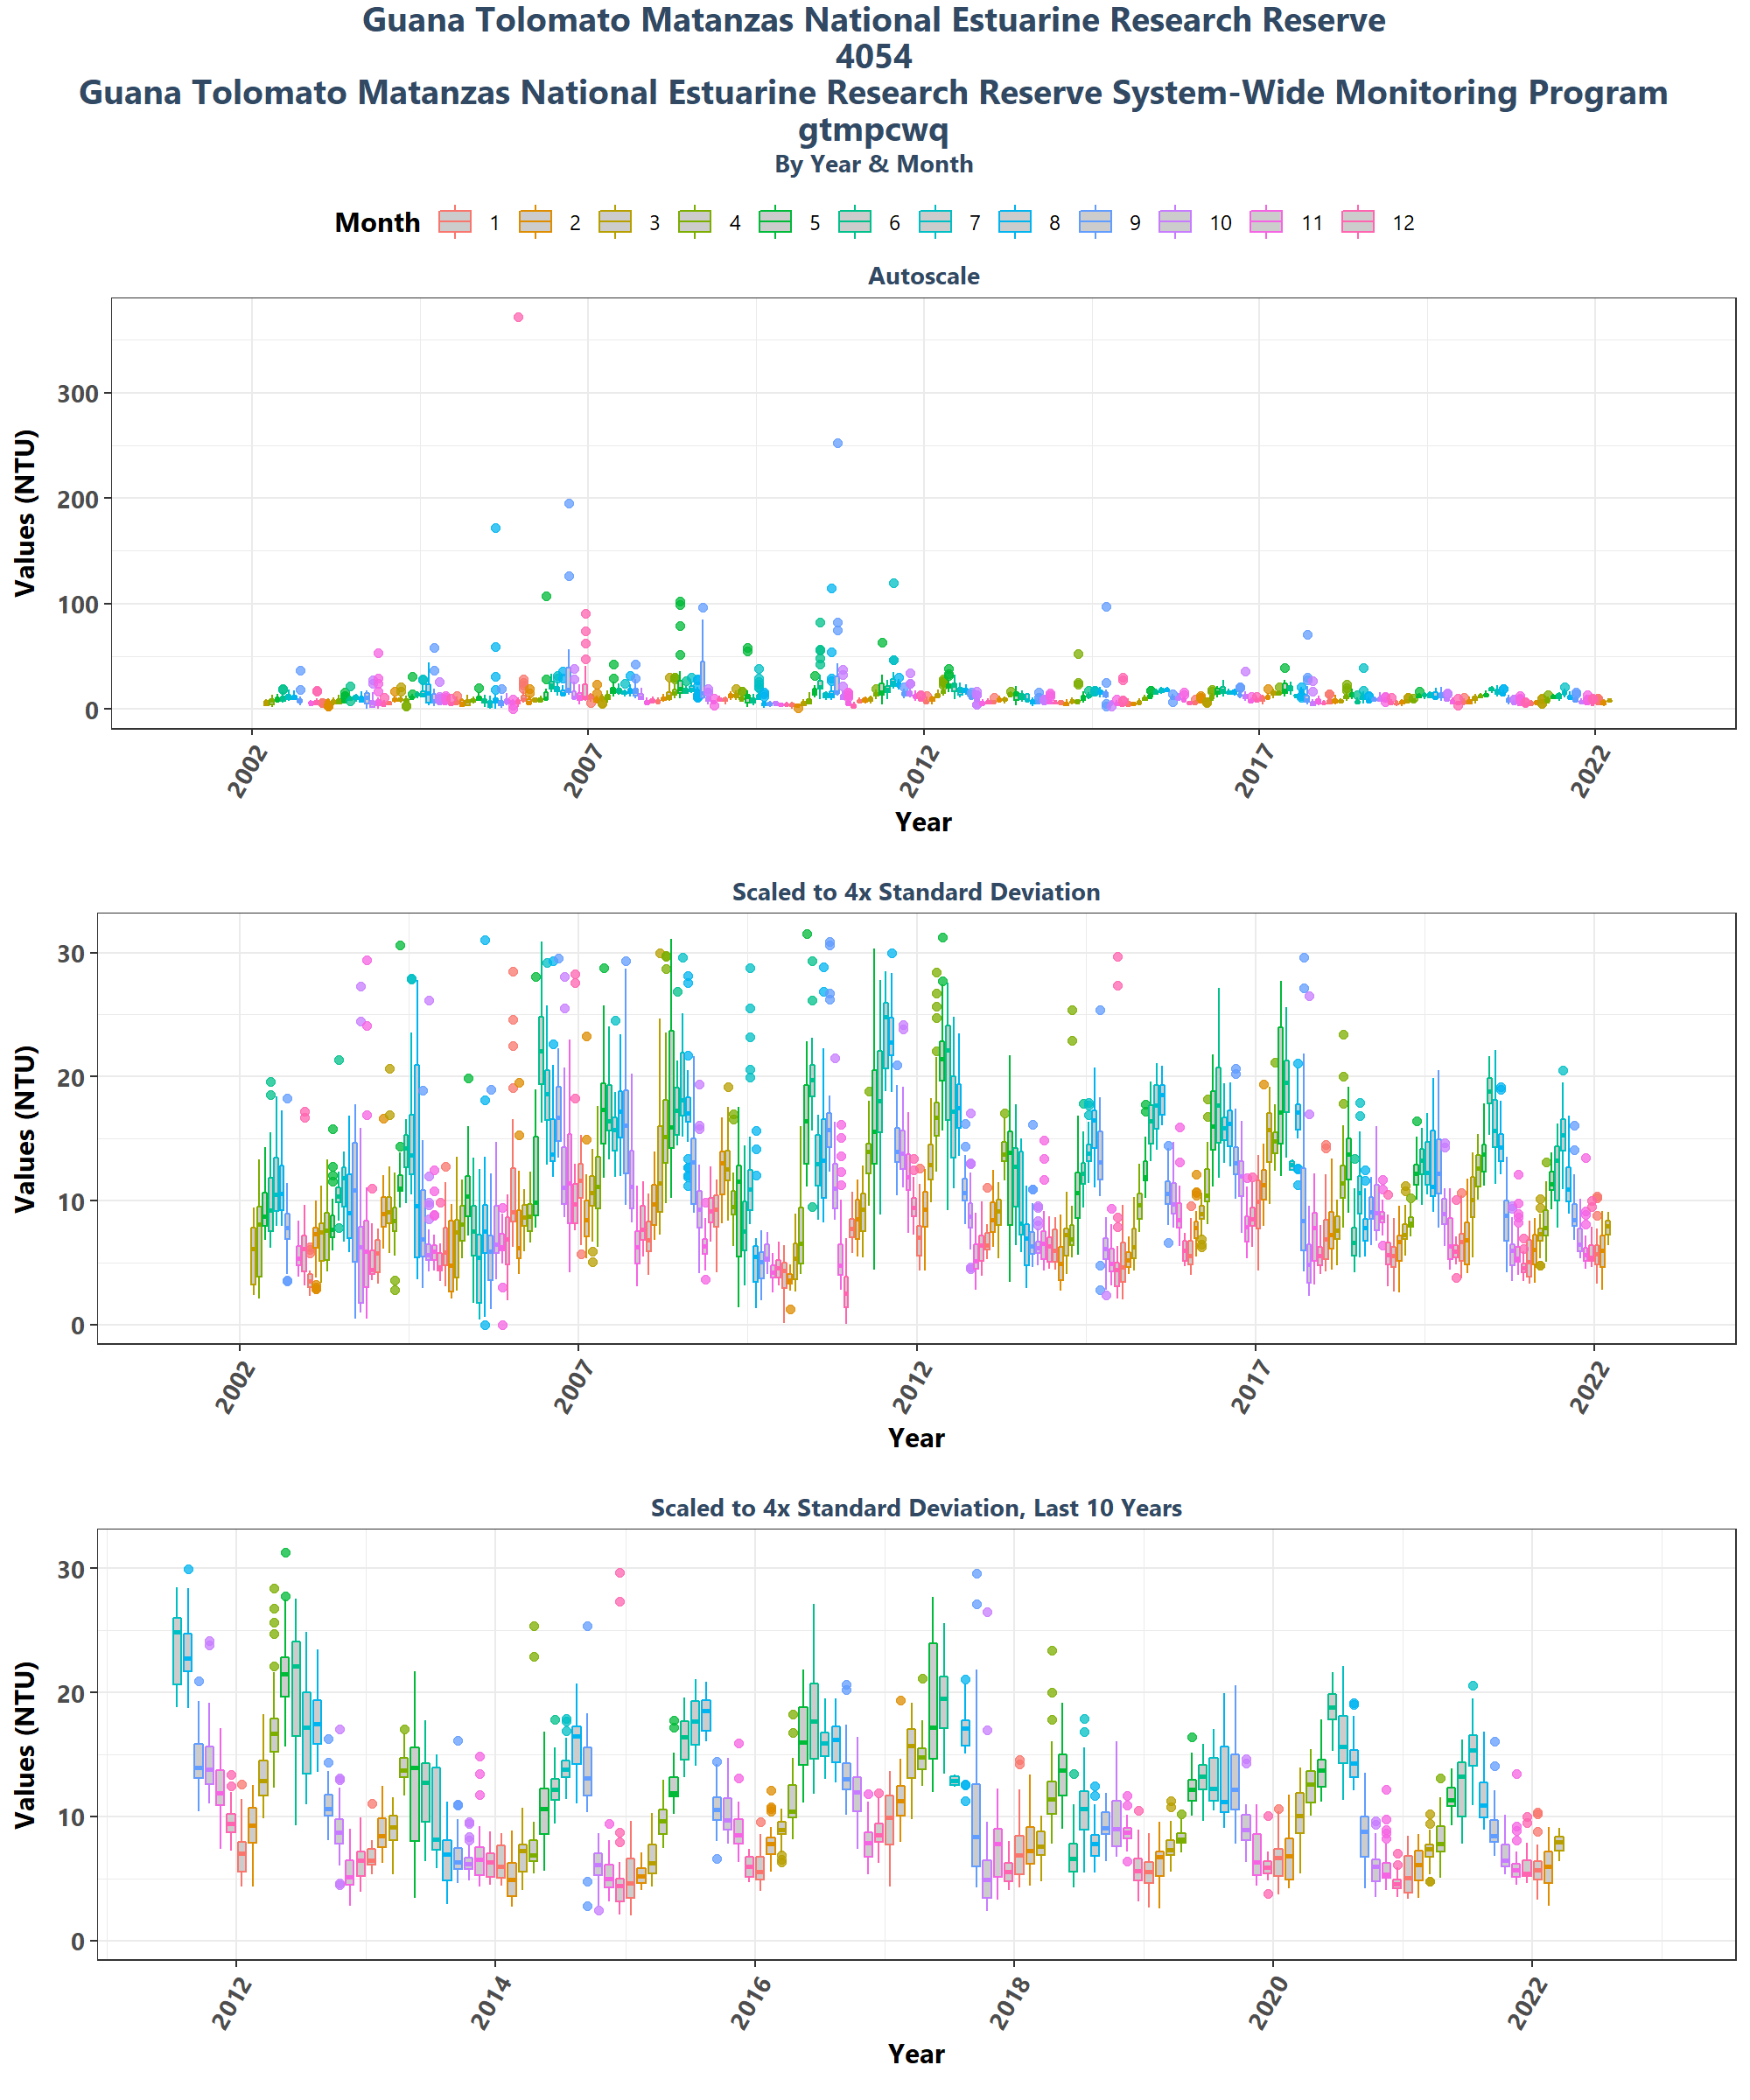 Guana Tolomato Matanzas National Estuarine Research Reserve
4054
Guana Tolomato Matanzas National Estuarine Research Reserve System-Wide Monitoring Program
gtmpcwq
By Year & Month
Month 1 2 3 4 5 6 7 8 9 10 11 12
Autoscale
Values (NTU)
300
200
100
0
2002 2007 2012 2017 2022
Year
Scaled to 4x Standard Deviation
Values (NTU)
30
20
10
0
2002 2007 2012 2017 2022
Year
Scaled to 4x Standard Deviation, Last 10 Years
Values (NTU)
30
20
10
0
2012 2014 2016 2018 2020 2022
Year